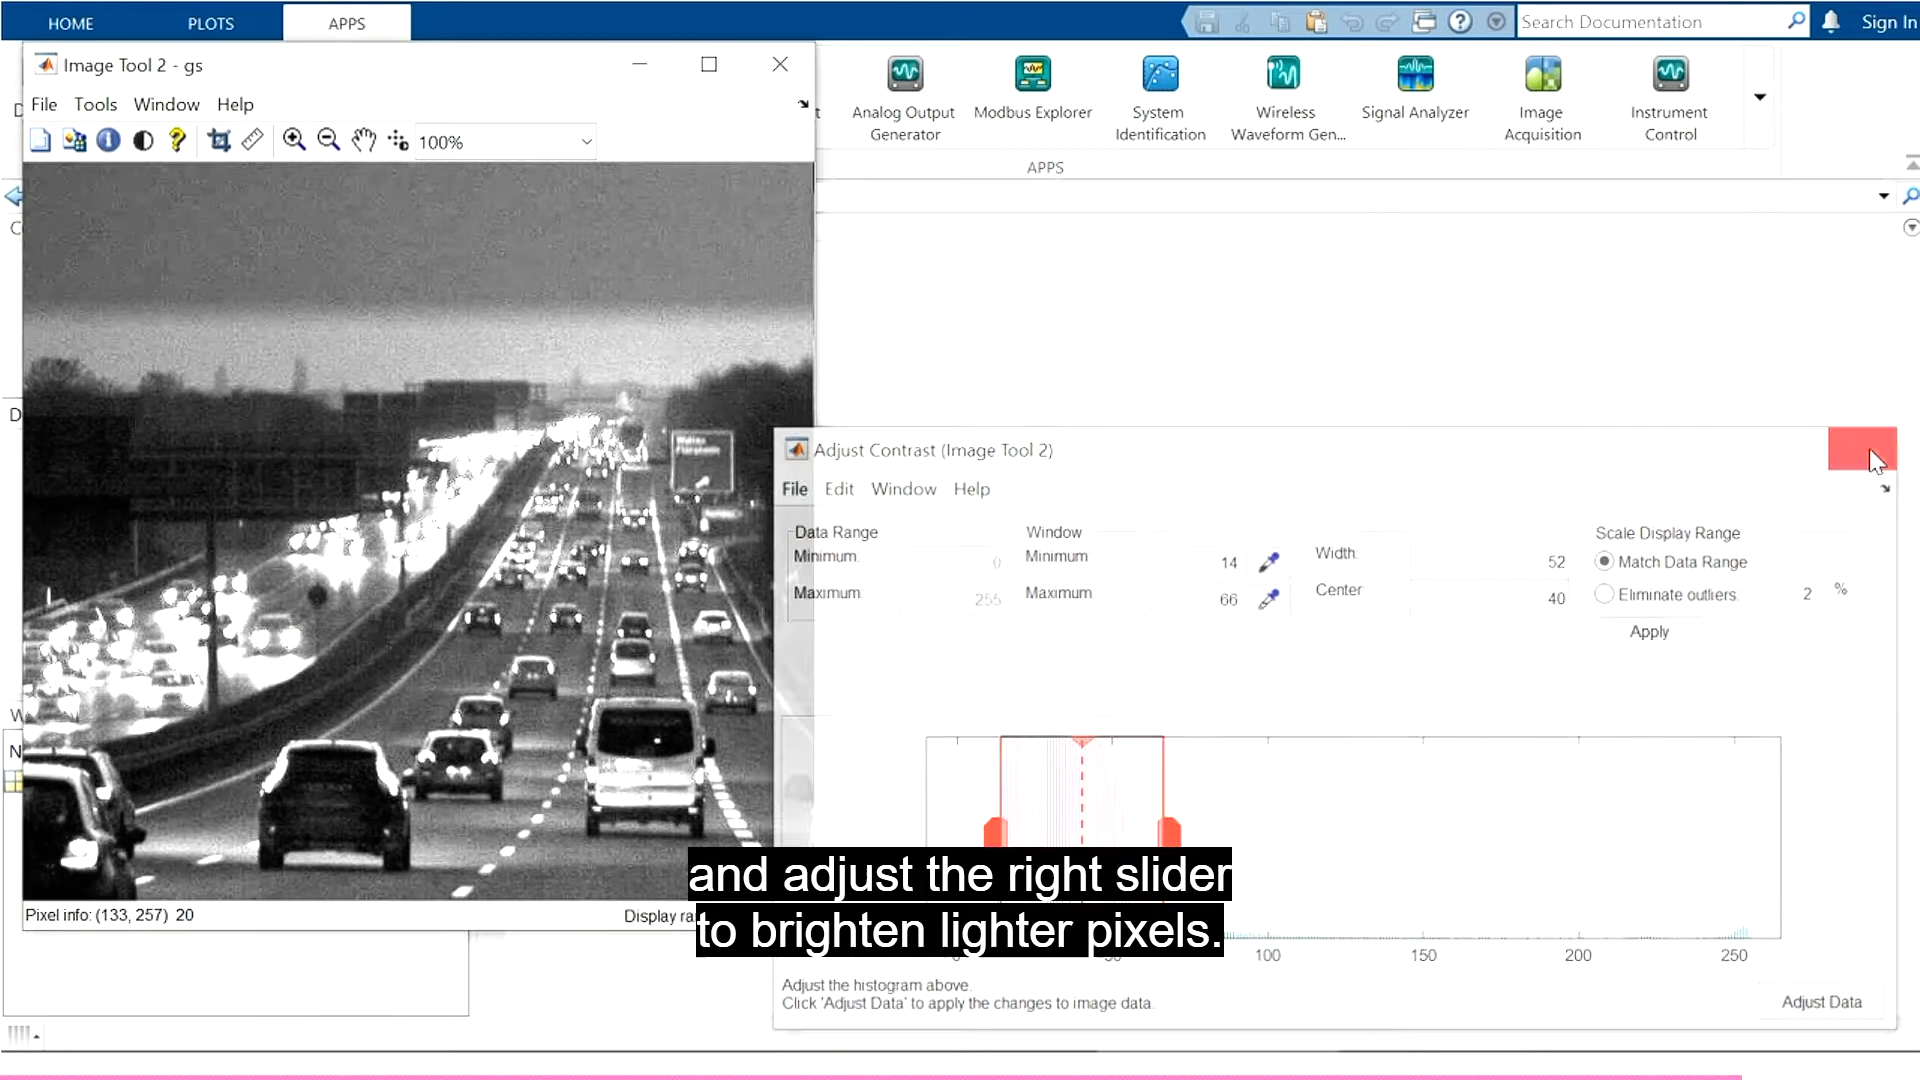 HOME PLOTS APPS
Search Documentation
Sign In
Image Tool 2 - gs
File Tools Window Help
100%
Analog Output Generator
Modbus Explorer
System Identification
Wireless Waveform Gen...
Signal Analyzer
Image Acquisition
Instrument Control
APPS
Pixel info: (133, 257) 20
Display ra
Adjust Contrast (Image Tool 2)
File Edit Window Help
Data Range
Minimum 0
Maximum 255
Window
Minimum 14
Maximum 66
Width 52
Center 40
Scale Display Range
Match Data Range
Eliminate outliers 2 %
Apply
and adjust the right slider
to brighten lighter pixels.
100 150 200 250
Adjust the histogram above.
Click 'Adjust Data' to apply the changes to image data.
Adjust Data